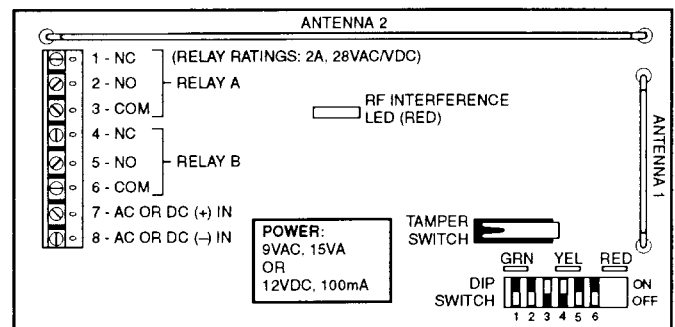 ANTENNA 2
1 - NC (RELAY RATINGS: 2A, 28VAC/VDC)
2 - NO RELAY A
3 - COM
4 - NC
5 - NO RELAY B
6 - COM
7 - AC OR DC (+) IN
8 - AC OR DC (–) IN
RF INTERFERENCE
LED (RED)
ANTENNA 1
POWER:
9VAC, 15VA
OR
12VDC, 100mA
TAMPER
SWITCH
GRN YEL RED
DIP
SWITCH
ON
OFF
1 2 3 4 5 6